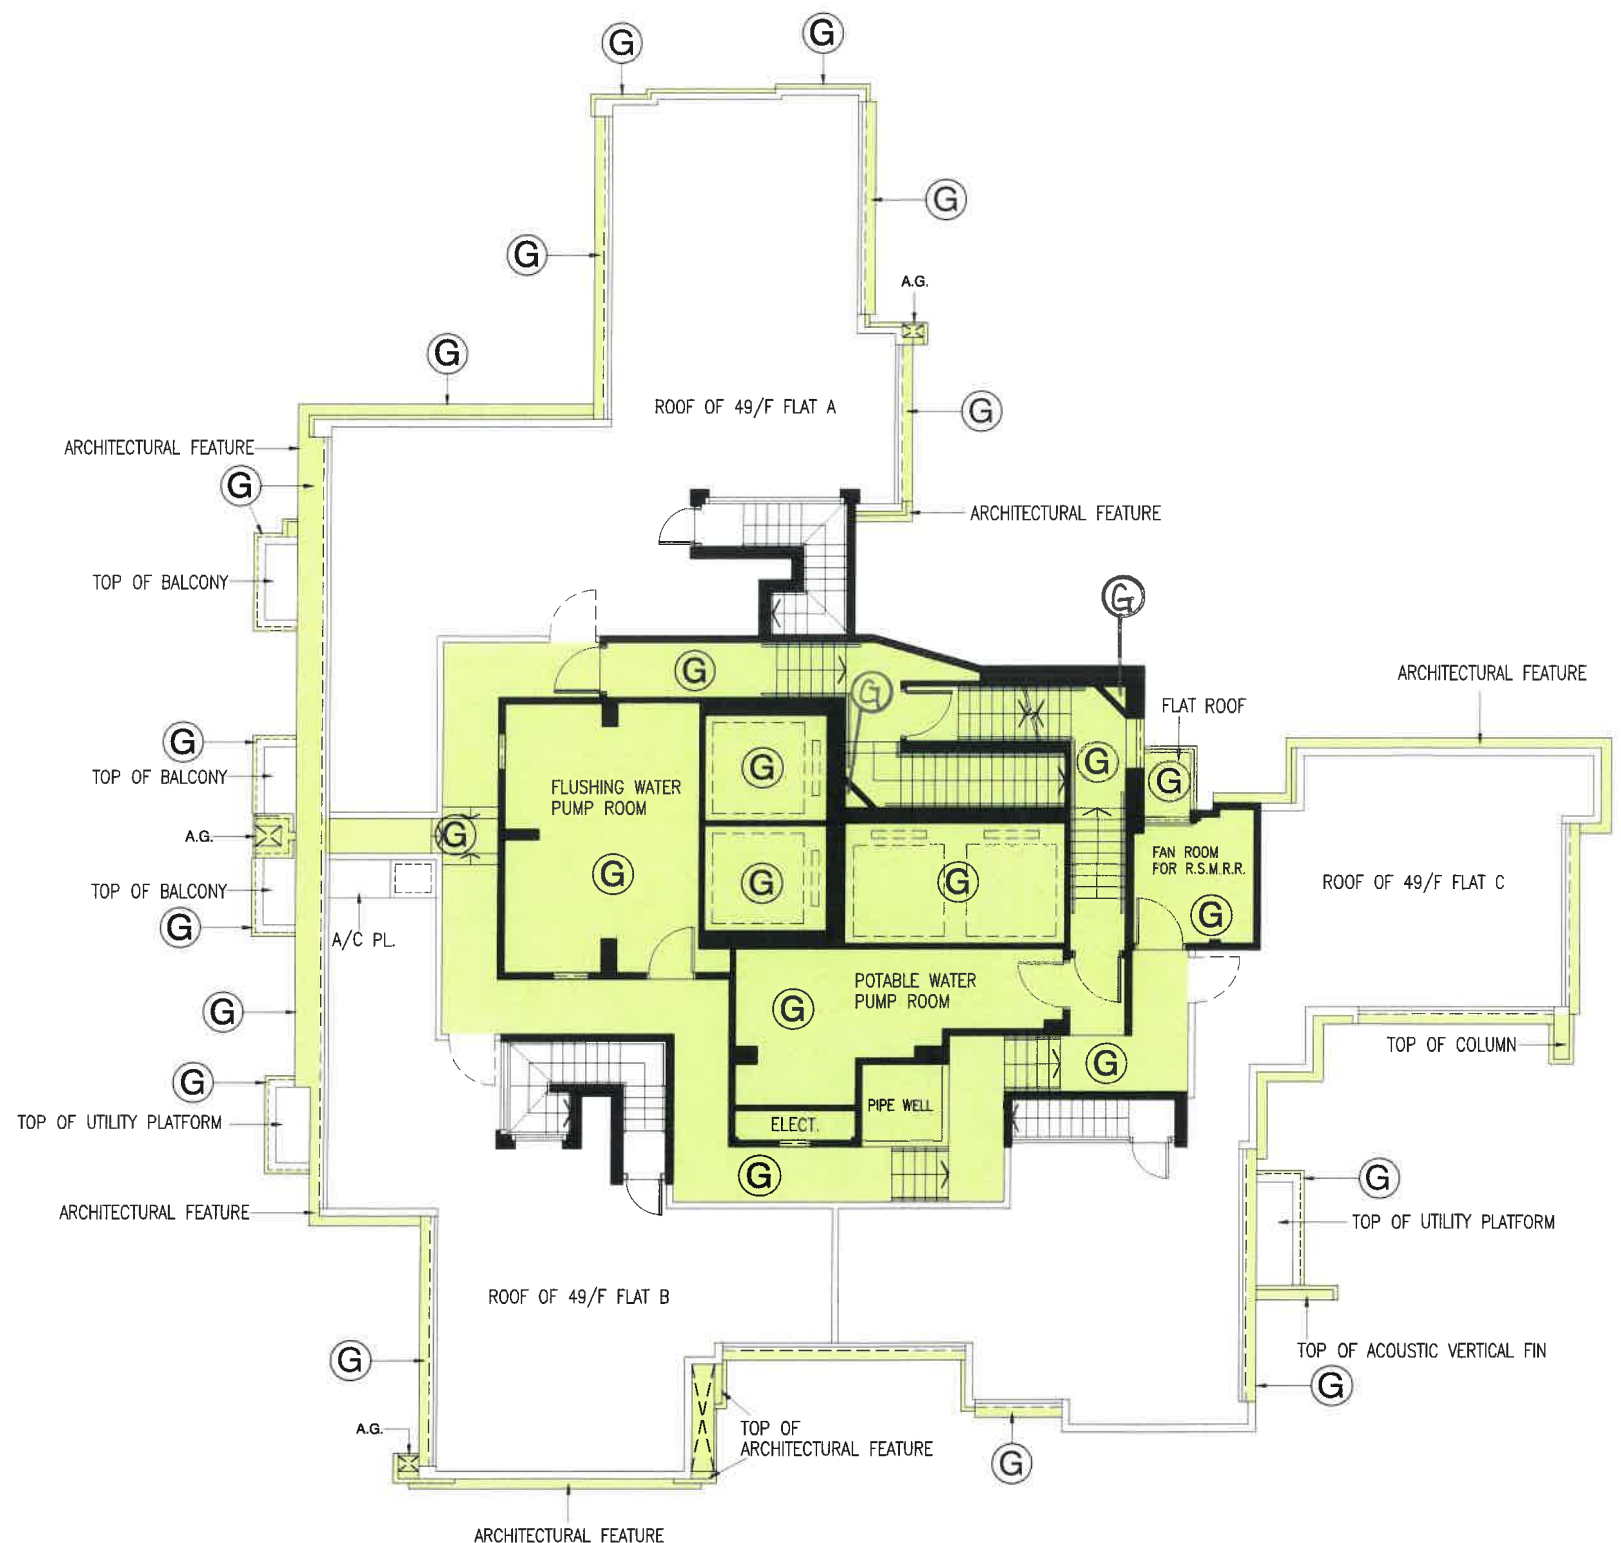 G
G
G
G
A.G.
G
ROOF OF 49/F FLAT A
G
ARCHITECTURAL FEATURE
G
ARCHITECTURAL FEATURE
TOP OF BALCONY
G
G
G
ARCHITECTURAL FEATURE
FLAT ROOF
G
TOP OF BALCONY
G
G
G
FLUSHING WATER
PUMP ROOM
A.G.
G
FAN ROOM
FOR R.S.M.R.R.
G
G
G
ROOF OF 49/F FLAT C
TOP OF BALCONY
G
G
A/C PL.
POTABLE WATER
PUMP ROOM
G
G
TOP OF COLUMN
G
G
PIPE WELL
TOP OF UTILITY PLATFORM
ELECT.
G
G
ARCHITECTURAL FEATURE
TOP OF UTILITY PLATFORM
ROOF OF 49/F FLAT B
G
TOP OF ACOUSTIC VERTICAL FIN
G
A.G.
TOP OF
ARCHITECTURAL FEATURE
G
ARCHITECTURAL FEATURE